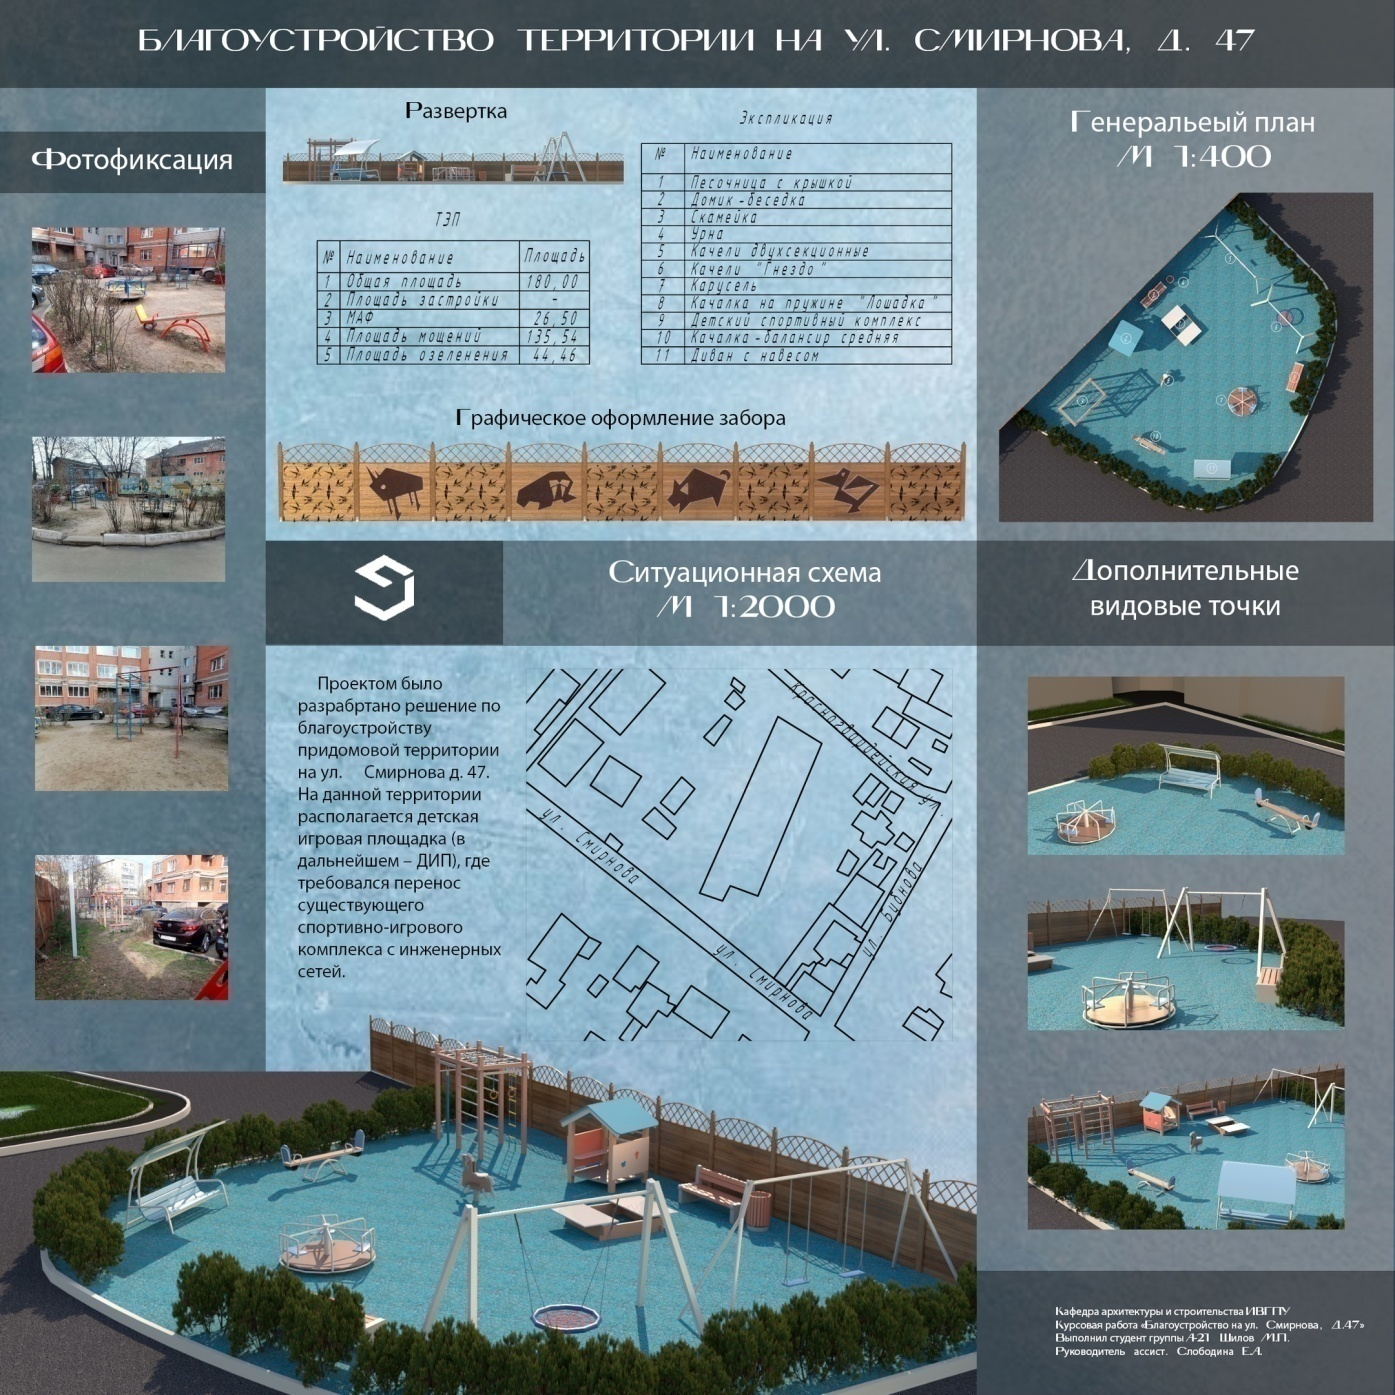 БЛАГОУСТРОЙСТВО ТЕРРИТОРИИ НА УЛ. СМИРНОВА, Д. 47
Фотофиксация
Развертка
ТЭП
№ Наименование Площадь
1 Общая площадь 180,00
2 Площадь застройки -
3 МАФ 26,50
4 Площадь мощений 135,54
5 Площадь озеленения 44,46
Экспликация
№ Наименование
1 Песочница с крышкой
2 Домик-беседка
3 Скамейка
4 Урна
5 Качели двухсекционные
6 Качели "Гнездо"
7 Карусель
8 Качалка на пружине "Лошадка"
9 Детский спортивный комплекс
10 Качалка-балансир средняя
11 Диван с навесом
Генеральеый план
М 1:400
Графическое оформление забора
Ситуационная схема
М 1:2000
Дополнительные
видовые точки
Проектом было
разрабртано решение по
благоустройству
придомовой территории
на ул. Смирнова д. 47.
На данной территории
располагается детская
игровая площадка (в
дальнейшем – ДИП), где
требовался перенос
существующего
спортивно-игрового
комплекса с инженерных
сетей.
Красногвардейская ул.
ул. Смирнова
ул. Бубнова
ул. Смирнова
Кафедра архитектуры и строительства ИВГПУ
Курсовая работа «Благоустройство на ул. Смирнова, Д.47»
Выполнил студент группы А-21 Шилов М.П.
Руководитель ассист. Слободина Е.А.